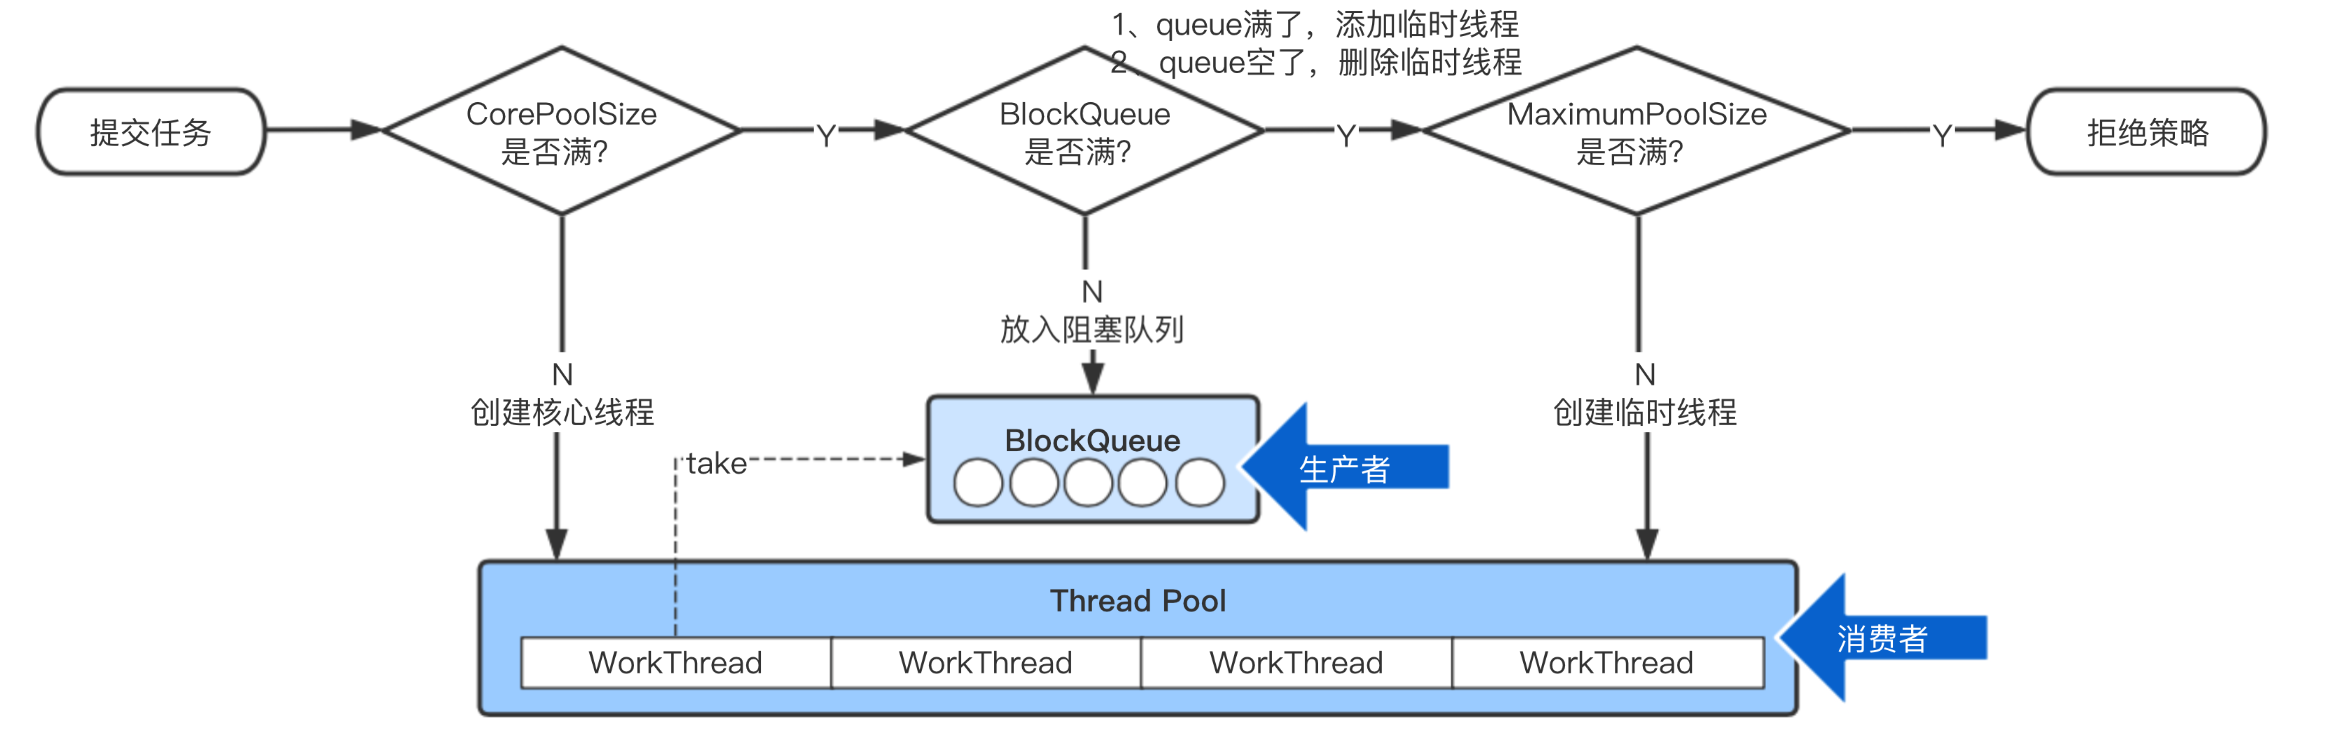 1、queue满了，添加临时线程
2、queue空了，删除临时线程
提交任务
CorePoolSize
是否满?
Y
BlockQueue
是否满?
Y
MaximumPoolSize
是否满?
Y
拒绝策略
N
放入阻塞队列
N
创建核心线程
N
创建临时线程
BlockQueue
take
生产者
Thread Pool
消费者
WorkThread
WorkThread
WorkThread
WorkThread